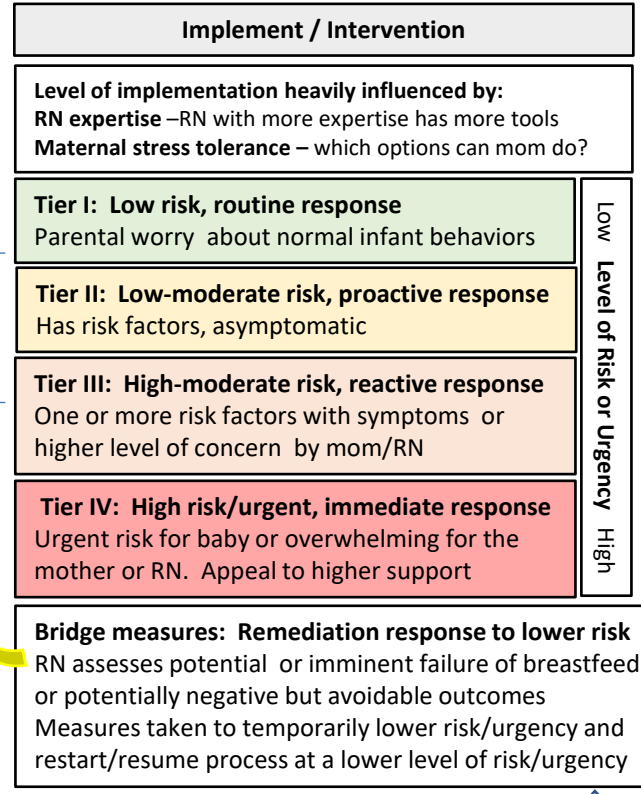 Implement / Intervention
Level of implementation heavily influenced by:
RN expertise –RN with more expertise has more tools
Maternal stress tolerance – which options can mom do?
Tier I: Low risk, routine response
Parental worry about normal infant behaviors
Tier II: Low-moderate risk, proactive response
Has risk factors, asymptomatic
Tier III: High-moderate risk, reactive response
One or more risk factors with symptoms or
higher level of concern by mom/RN
Tier IV: High risk/urgent, immediate response
Urgent risk for baby or overwhelming for the
mother or RN. Appeal to higher support
Low Level of Risk or Urgency High
Bridge measures: Remediation response to lower risk
RN assesses potential or imminent failure of breastfeed
or potentially negative but avoidable outcomes
Measures taken to temporarily lower risk/urgency and
restart/resume process at a lower level of risk/urgency